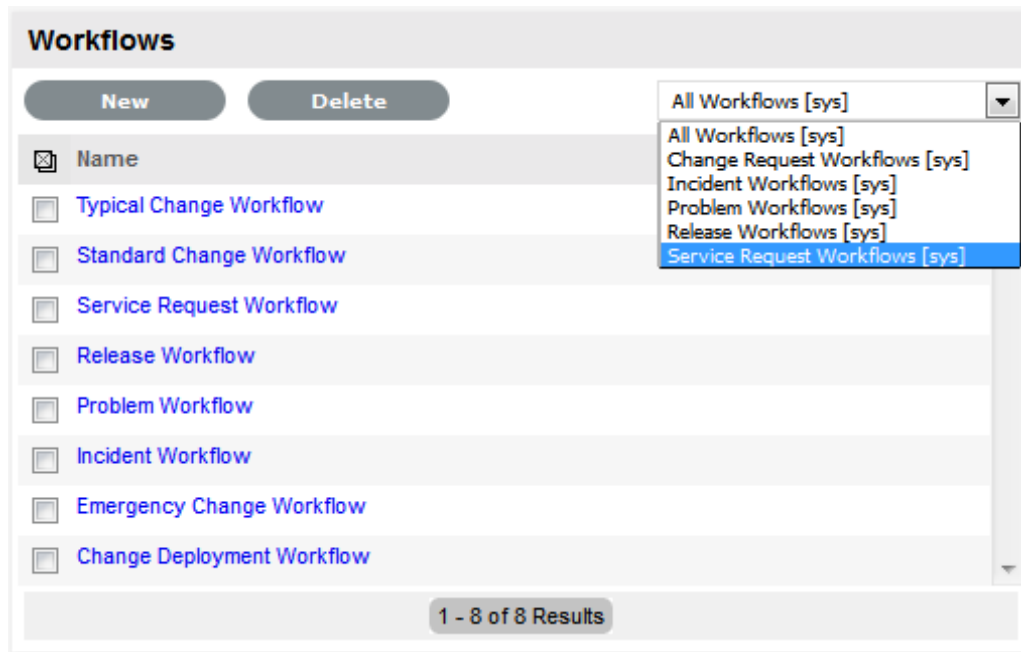 Workflows
New Delete All Workflows [sys]
All Workflows [sys]
Change Request Workflows [sys]
Incident Workflows [sys]
Problem Workflows [sys]
Release Workflows [sys]
Service Request Workflows [sys]
Name
Typical Change Workflow
Standard Change Workflow
Service Request Workflow
Release Workflow
Problem Workflow
Incident Workflow
Emergency Change Workflow
Change Deployment Workflow
1 - 8 of 8 Results